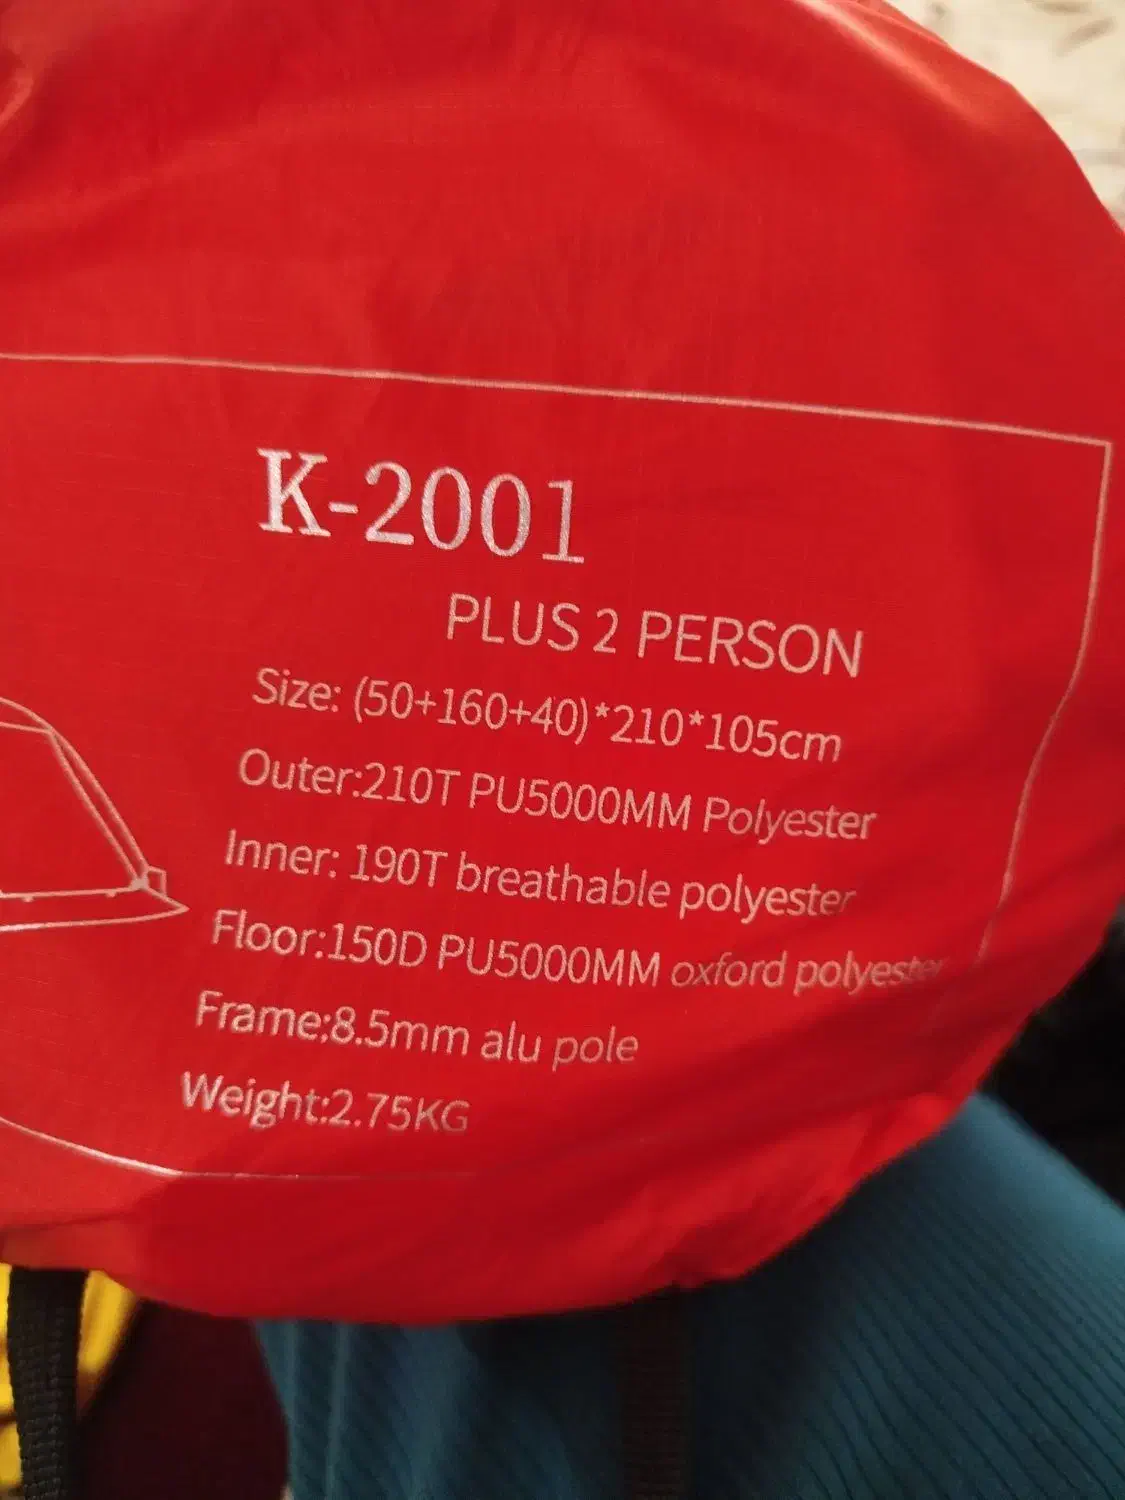 K-2001
PLUS 2 PERSON
Size: (50+160+40)*210*105cm
Outer:210T PU5000MM Polyester
Inner: 190T breathable polyester
Floor:150D PU5000MM oxford polyester
Frame:8.5mm alu pole
Weight:2.75KG